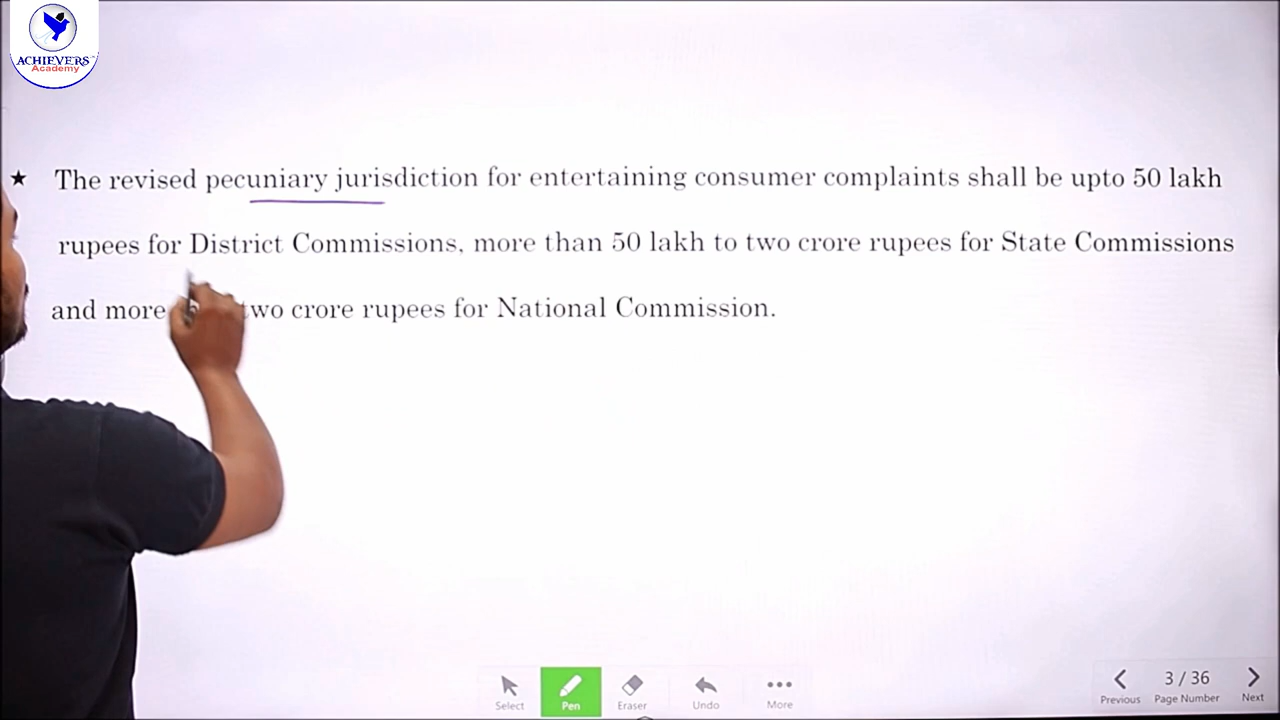 ACHIEVERS
Academy
★ The revised pecuniary jurisdiction for entertaining consumer complaints shall be upto 50 lakh
rupees for District Commissions, more than 50 lakh to two crore rupees for State Commissions
and more two crore rupees for National Commission.
Select Pen Eraser Undo More
3 / 36
Previous Page Number Next